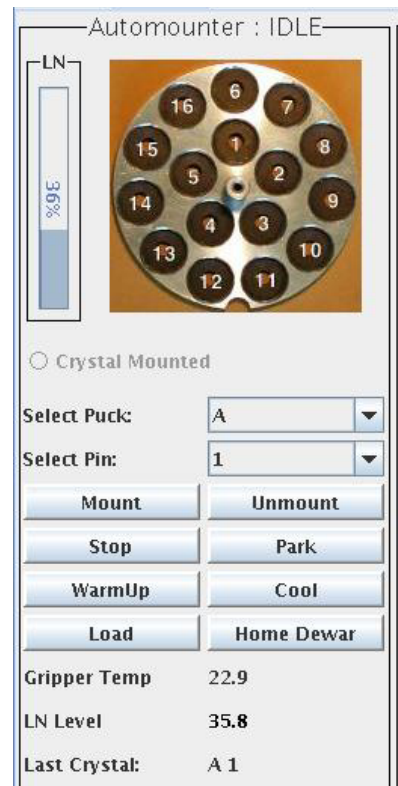 Automounter : IDLE
LN
36%
6
16
7
1
15
8
5
2
14
9
4
3
13
10
12
11
Crystal Mounted
Select Puck: A
Select Pin: 1
Mount Unmount
Stop Park
WarmUp Cool
Load Home Dewar
Gripper Temp 22.9
LN Level 35.8
Last Crystal: A 1